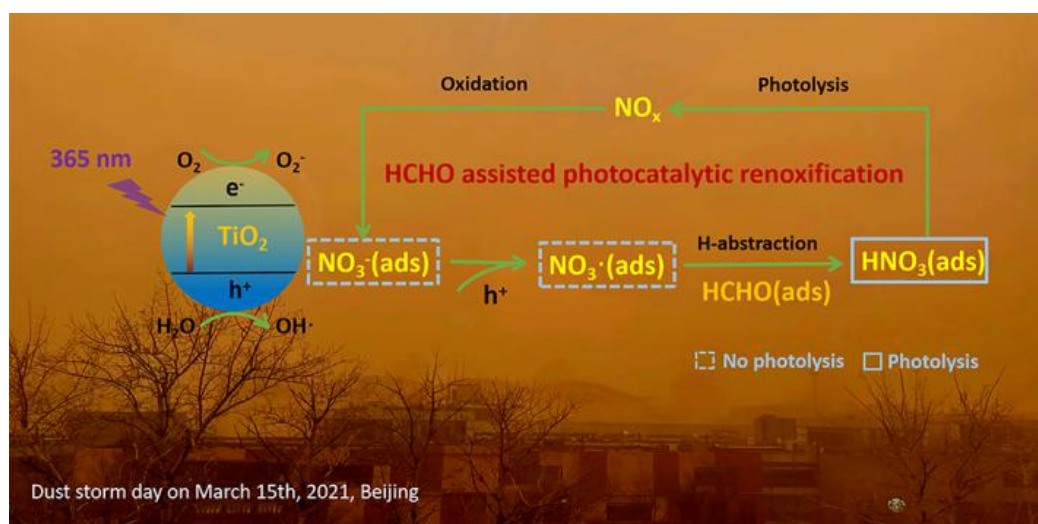 Oxidation
Photolysis
NOₓ
365 nm
O₂
O₂⁻
HCHO assisted photocatalytic renoxification
e⁻
TiO₂
H-abstraction
NO₃⁻(ads)
NO₃·(ads)
HNO₃(ads)
h⁺
h⁺
HCHO(ads)
H₂O
OH·
No photolysis
Photolysis
Dust storm day on March 15th, 2021, Beijing